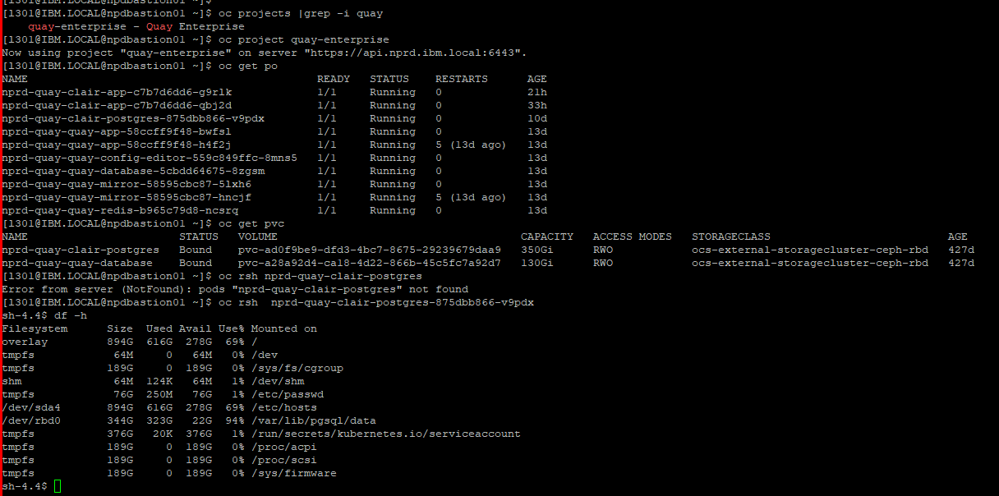 [l301@IBM.LOCAL@npdbastion01 ~]$
[l301@IBM.LOCAL@npdbastion01 ~]$ oc projects |grep -i quay
    quay-enterprise - Quay Enterprise
[l301@IBM.LOCAL@npdbastion01 ~]$ oc project quay-enterprise
Now using project "quay-enterprise" on server "https://api.nprd.ibm.local:6443".
[l301@IBM.LOCAL@npdbastion01 ~]$ oc get po
NAME                                            READY   STATUS    RESTARTS      AGE
nprd-quay-clair-app-c7b7d6dd6-g9rlk             1/1     Running   0             21h
nprd-quay-clair-app-c7b7d6dd6-qbj2d             1/1     Running   0             33h
nprd-quay-clair-postgres-875dbb866-v9pdx        1/1     Running   0             10d
nprd-quay-quay-app-58ccff9f48-bwfsl             1/1     Running   0             13d
nprd-quay-quay-app-58ccff9f48-h4f2j             1/1     Running   5 (13d ago)   13d
nprd-quay-quay-config-editor-559c849ffc-8mns5   1/1     Running   0             13d
nprd-quay-quay-database-5cbdd64675-8zgsm        1/1     Running   0             13d
nprd-quay-quay-mirror-58595cbc87-5lxh6          1/1     Running   0             13d
nprd-quay-quay-mirror-58595cbc87-hncjf          1/1     Running   5 (13d ago)   13d
nprd-quay-quay-redis-b965c79d8-ncsrq            1/1     Running   0             13d
[l301@IBM.LOCAL@npdbastion01 ~]$ oc get pvc
NAME                       STATUS   VOLUME                                     CAPACITY   ACCESS MODES   STORAGECLASS                         AGE
nprd-quay-clair-postgres   Bound    pvc-ad0f9be9-dfd3-4bc7-8675-29239679daa9   350Gi      RWO            ocs-external-storagecluster-ceph-rbd   427d
nprd-quay-quay-database    Bound    pvc-a28a92d4-ca18-4d22-866b-45c5fc7a92d7   130Gi      RWO            ocs-external-storagecluster-ceph-rbd   427d
[l301@IBM.LOCAL@npdbastion01 ~]$ oc rsh nprd-quay-clair-postgres
Error from server (NotFound): pods "nprd-quay-clair-postgres" not found
[l301@IBM.LOCAL@npdbastion01 ~]$ oc rsh  nprd-quay-clair-postgres-875dbb866-v9pdx
sh-4.4$ df -h
Filesystem      Size  Used Avail Use% Mounted on
overlay         894G  616G  278G  69% /
tmpfs            64M     0   64M   0% /dev
tmpfs           189G     0  189G   0% /sys/fs/cgroup
shm              64M  124K   64M   1% /dev/shm
tmpfs            76G  250M   76G   1% /etc/passwd
/dev/sda4       894G  616G  278G  69% /etc/hosts
/dev/rbd0       344G  323G   22G  94% /var/lib/pgsql/data
tmpfs           376G   20K  376G   1% /run/secrets/kubernetes.io/serviceaccount
tmpfs           189G     0  189G   0% /proc/acpi
tmpfs           189G     0  189G   0% /proc/scsi
tmpfs           189G     0  189G   0% /sys/firmware
sh-4.4$